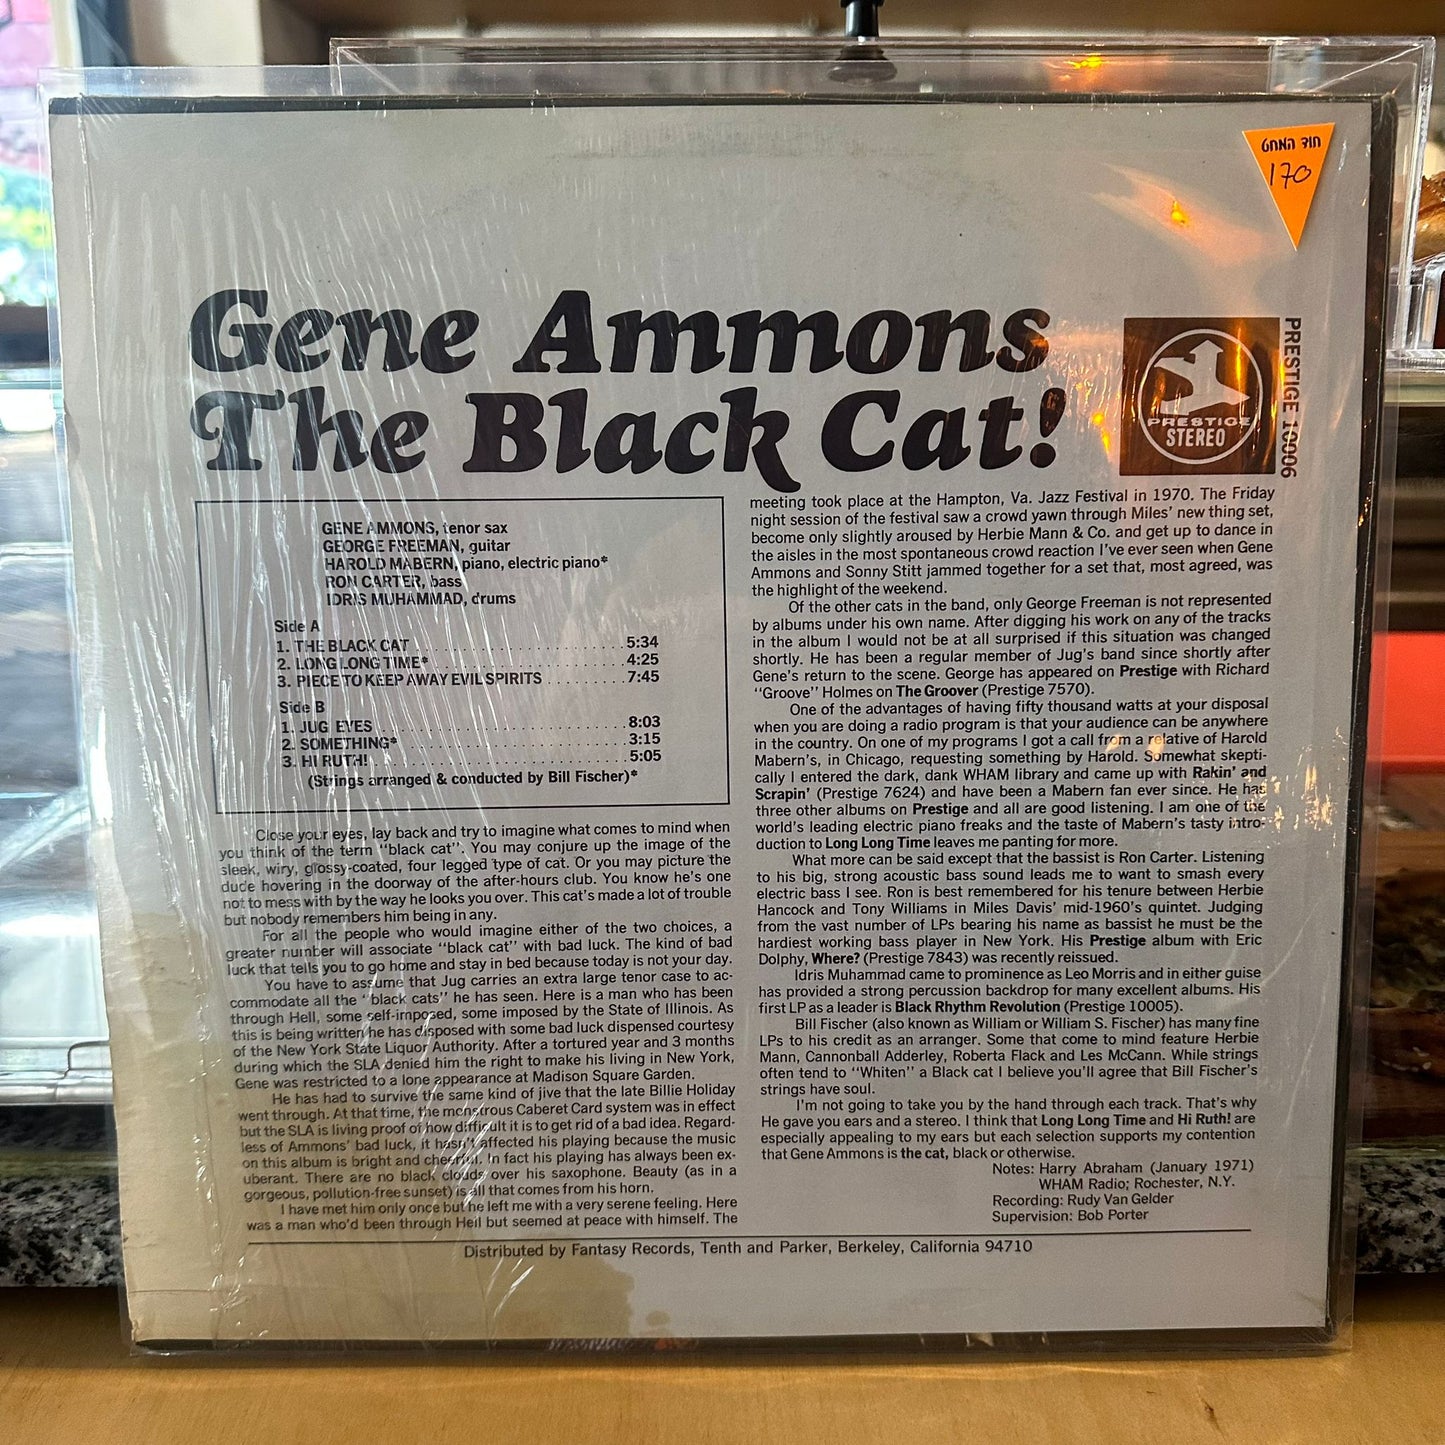 חוד המחט
170
Gene Ammons
The Black Cat!
PRESTIGE
STEREO
PRESTIGE 10006
GENE AMMONS, tenor sax
GEORGE FREEMAN, guitar
HAROLD MABERN, piano, electric piano*
RON CARTER, bass
IDRIS MUHAMMAD, drums
Side A
1. THE BLACK CAT . . . . . . . . . . . . . . . . . . . . . . . 5:34
2. LONG LONG TIME* . . . . . . . . . . . . . . . . . . . . 4:25
3. PIECE TO KEEP AWAY EVIL SPIRITS . . . . . . . . . 7:45
Side B
1. JUG EYES . . . . . . . . . . . . . . . . . . . . . . . . . . 8:03
2. SOMETHING* . . . . . . . . . . . . . . . . . . . . . . . 3:15
3. HI RUTH! . . . . . . . . . . . . . . . . . . . . . . . . . . 5:05
(Strings arranged & conducted by Bill Fischer)*
Close your eyes, lay back and try to imagine what comes to mind when
you think of the term "black cat". You may conjure up the image of the
sleek, wiry, glossy-coated, four legged type of cat. Or you may picture the
dude hovering in the doorway of the after-hours club. You know he's one
not to mess with by the way he looks you over. This cat's made a lot of trouble
but nobody remembers him being in any.
For all the people who would imagine either of the two choices, a
greater number will associate "black cat" with bad luck. The kind of bad
luck that tells you to go home and stay in bed because today is not your day.
You have to assume that Jug carries an extra large tenor case to ac-
commodate all the "black cats" he has seen. Here is a man who has been
through Hell, some self-imposed, some imposed by the State of Illinois. As
this is being written he has disposed with some bad luck dispensed courtesy
of the New York State Liquor Authority. After a tortured year and 3 months
during which the SLA denied him the right to make his living in New York,
Gene was restricted to a lone appearance at Madison Square Garden.
He has had to survive the same kind of jive that the late Billie Holiday
went through. At that time, the monstrous Caberet Card system was in effect
but the SLA is living proof of how difficult it is to get rid of a bad idea. Regard-
less of Ammons' bad luck, it hasn't affected his playing because the music
on this album is bright and cheerful. In fact his playing has always been ex-
uberant. There are no black clouds over his saxophone. Beauty (as in a
gorgeous, pollution-free sunset) is all that comes from his horn.
I have met him only once but he left me with a very serene feeling. Here
was a man who'd been through Hell but seemed at peace with himself. The
meeting took place at the Hampton, Va. Jazz Festival in 1970. The Friday
night session of the festival saw a crowd yawn through Miles' new thing set,
become only slightly aroused by Herbie Mann & Co. and get up to dance in
the aisles in the most spontaneous crowd reaction I've ever seen when Gene
Ammons and Sonny Stitt jammed together for a set that, most agreed, was
the highlight of the weekend.
Of the other cats in the band, only George Freeman is not represented
by albums under his own name. After digging his work on any of the tracks
in the album I would not be at all surprised if this situation was changed
shortly. He has been a regular member of Jug's band since shortly after
Gene's return to the scene. George has appeared on Prestige with Richard
"Groove" Holmes on The Groover (Prestige 7570).
One of the advantages of having fifty thousand watts at your disposal
when you are doing a radio program is that your audience can be anywhere
in the country. On one of my programs I got a call from a relative of Harold
Mabern's, in Chicago, requesting something by Harold. Somewhat skepti-
cally I entered the dark, dank WHAM library and came up with Rakin' and
Scrapin' (Prestige 7624) and have been a Mabern fan ever since. He has
three other albums on Prestige and all are good listening. I am one of the
world's leading electric piano freaks and the taste of Mabern's tasty intro-
duction to Long Long Time leaves me panting for more.
What more can be said except that the bassist is Ron Carter. Listening
to his big, strong acoustic bass sound leads me to want to smash every
electric bass I see. Ron is best remembered for his tenure between Herbie
Hancock and Tony Williams in Miles Davis' mid-1960's quintet. Judging
from the vast number of LPs bearing his name as bassist he must be the
hardiest working bass player in New York. His Prestige album with Eric
Dolphy, Where? (Prestige 7843) was recently reissued.
Idris Muhammad came to prominence as Leo Morris and in either guise
has provided a strong percussion backdrop for many excellent albums. His
first LP as a leader is Black Rhythm Revolution (Prestige 10005).
Bill Fischer (also known as William or William S. Fischer) has many fine
LPs to his credit as an arranger. Some that come to mind feature Herbie
Mann, Cannonball Adderley, Roberta Flack and Les McCann. While strings
often tend to "Whiten" a Black cat I believe you'll agree that Bill Fischer's
strings have soul.
I'm not going to take you by the hand through each track. That's why
He gave you ears and a stereo. I think that Long Long Time and Hi Ruth! are
especially appealing to my ears but each selection supports my contention
that Gene Ammons is the cat, black or otherwise.
Notes: Harry Abraham (January 1971)
WHAM Radio; Rochester, N.Y.
Recording: Rudy Van Gelder
Supervision: Bob Porter
Distributed by Fantasy Records, Tenth and Parker, Berkeley, California 94710